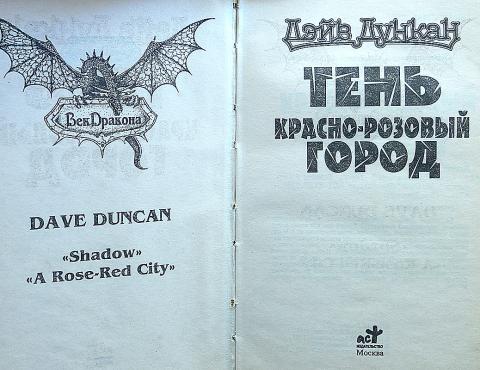 Век Дракона
DAVE DUNCAN
«Shadow»
«A Rose-Red City»
Дэйв Дункан
ТЕНЬ
КРАСНО-РОЗОВЫЙ
ГОРОД
аст
ИЗДАТЕЛЬСТВО
Москва